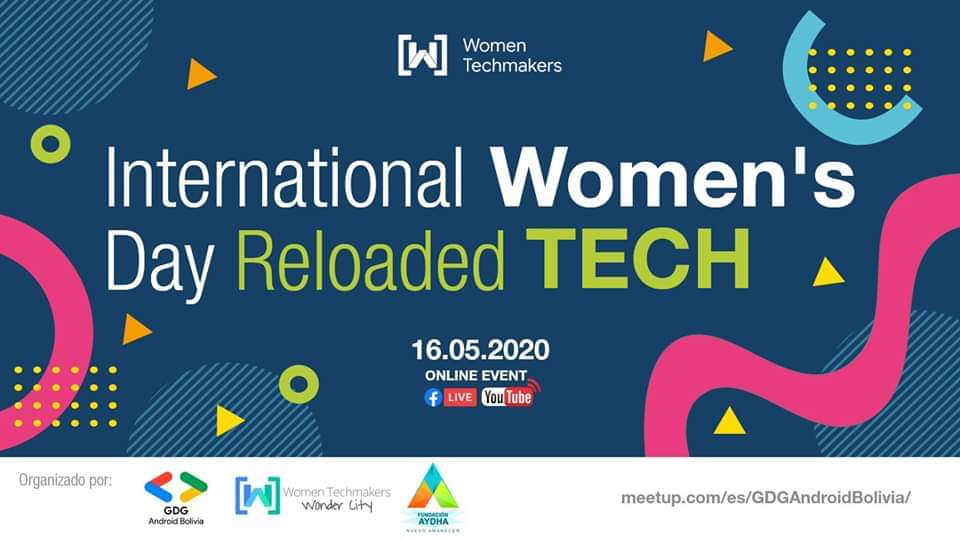 Women
Techmakers
International Women's
Day Reloaded TECH
16.05.2020
ONLINE EVENT
LIVE YouTube
Organizado por:
GDG
Android Bolivia
Women Techmakers
Wonder City
FUNDACIÓN
AYDHA
NUEVO AMANECER
meetup.com/es/GDGAndroidBolivia/